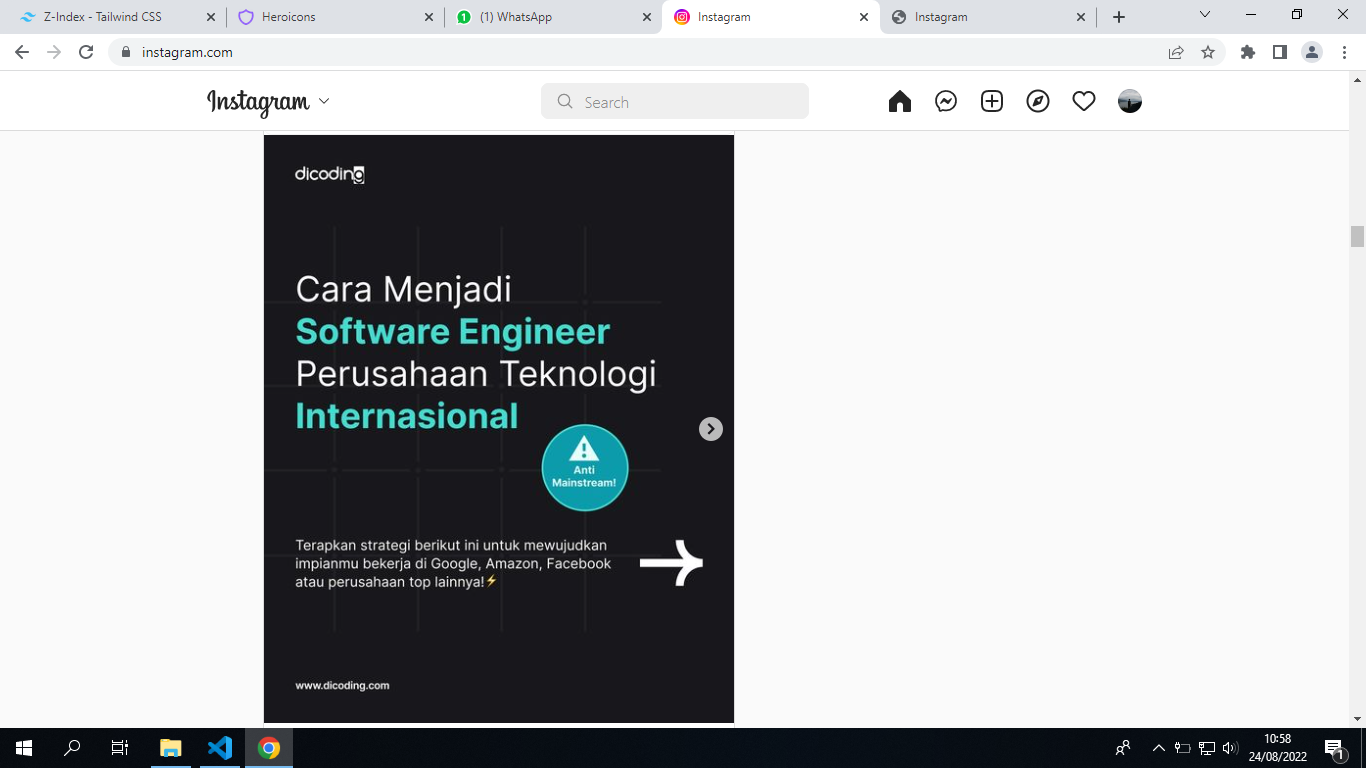 Z-Index - Tailwind CSS
Heroicons
(1) WhatsApp
Instagram
Instagram
instagram.com
Instagram
Search
dicoding
Cara Menjadi
Software Engineer
Perusahaan Teknologi
Internasional
Anti
Mainstream!
Terapkan strategi berikut ini untuk mewujudkan
impianmu bekerja di Google, Amazon, Facebook
atau perusahaan top lainnya!⚡
www.dicoding.com
10:58
24/08/2022
1